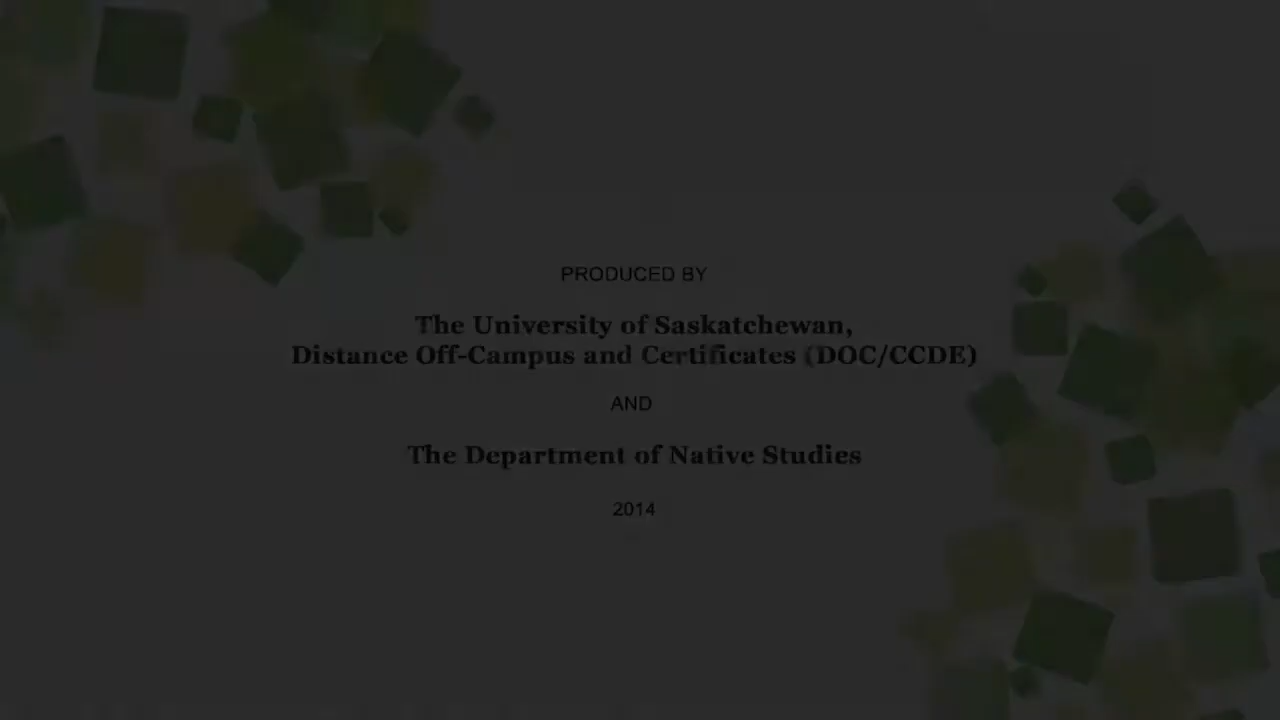 PRODUCED BY
The University of Saskatchewan,
Distance Off-Campus and Certificates (DOC/CCDE)
AND
The Department of Native Studies
2014